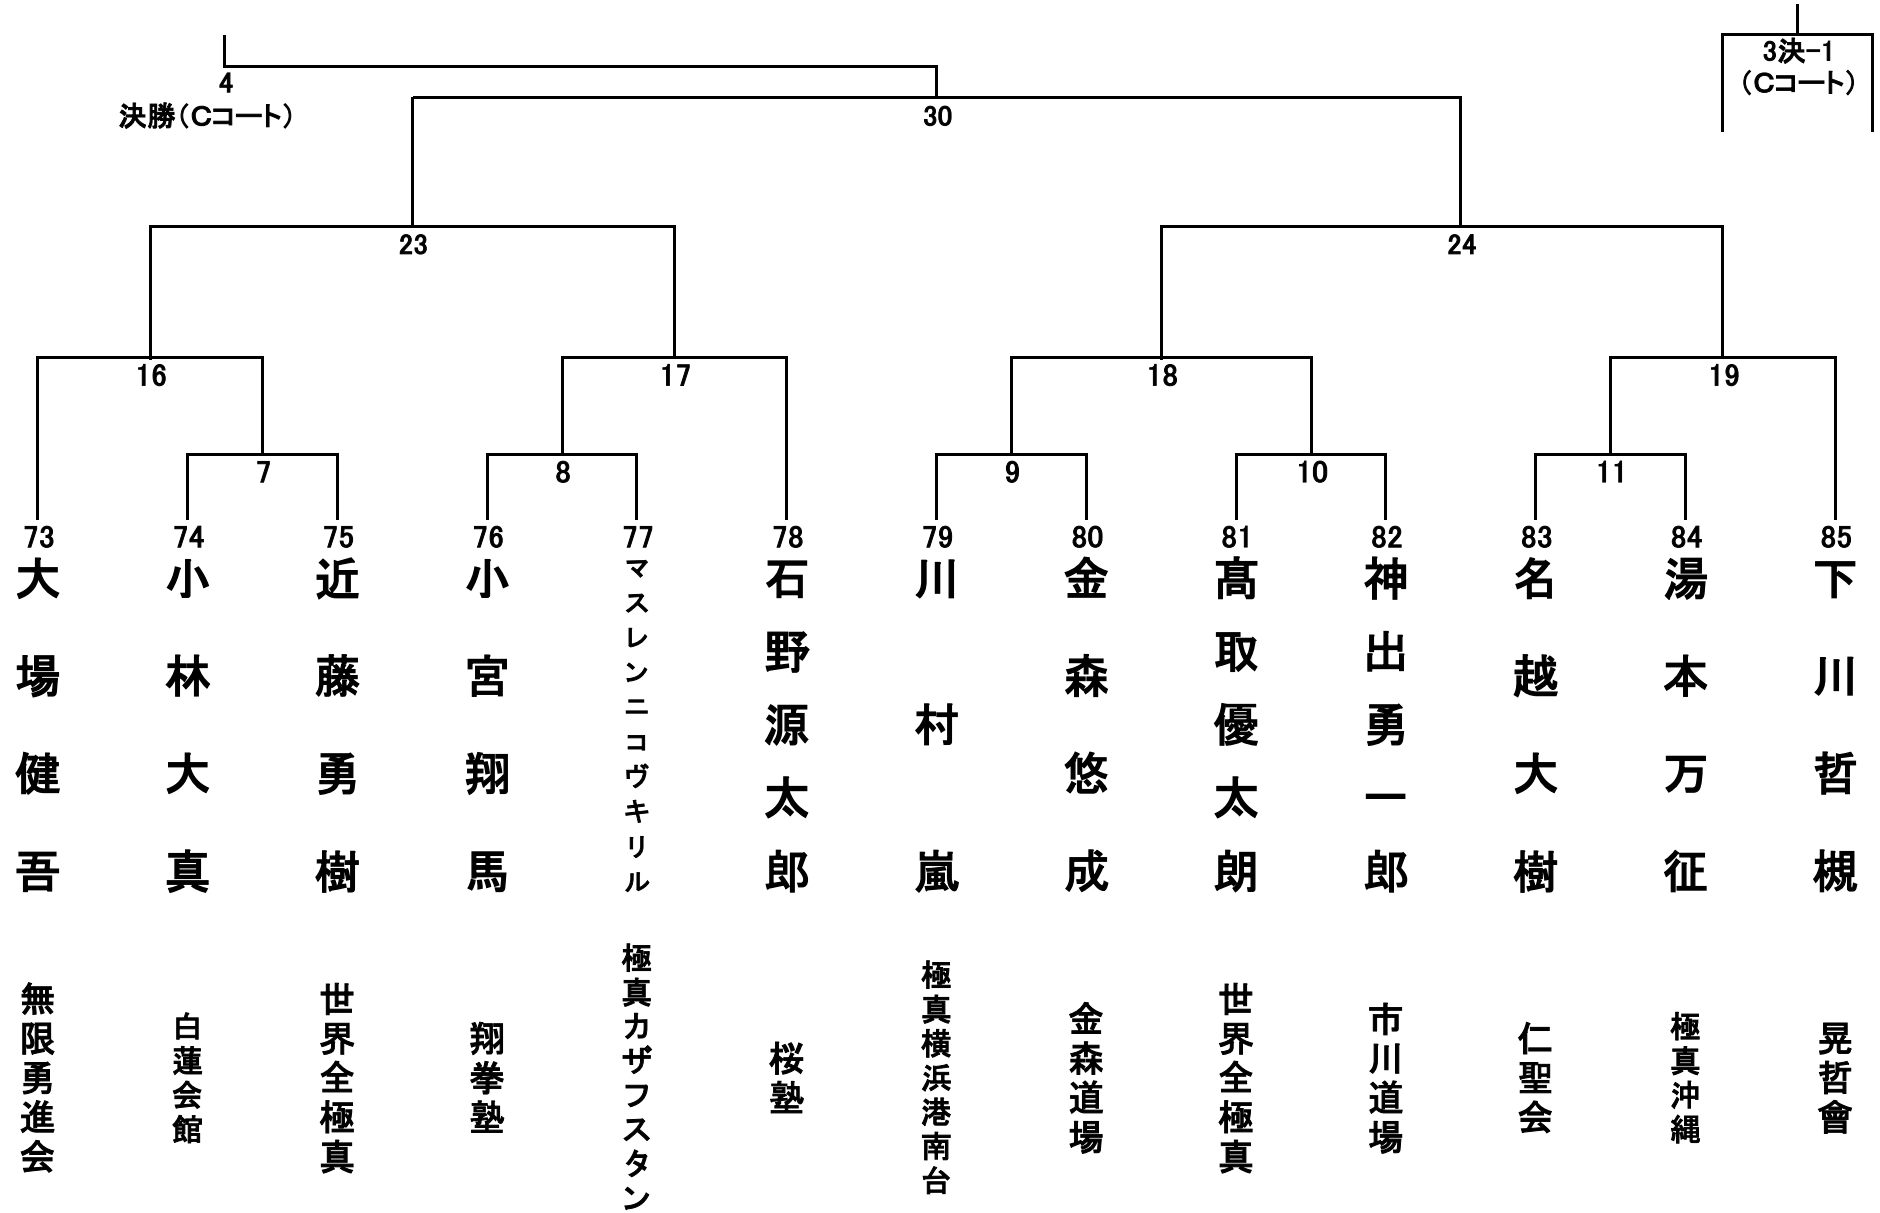 3決-1
(Cコート)
4
決勝(Cコート)
30
23
24
16
17
18
19
7
8
9
10
11
73
大場健吾
無限勇進会
74
小林大真
白蓮会館
75
近藤勇樹
世界全極真
76
小宮翔馬
翔拳塾
77
マスレンニコヴキリル
極真カザフスタン
78
石野源太郎
桜塾
79
川村嵐
極真横浜港南台
80
金森悠成
金森道場
81
髙取優太朗
世界全極真
82
神出勇一郎
市川道場
83
名越大樹
仁聖会
84
湯本万征
極真沖縄
85
下川哲槻
晃哲會